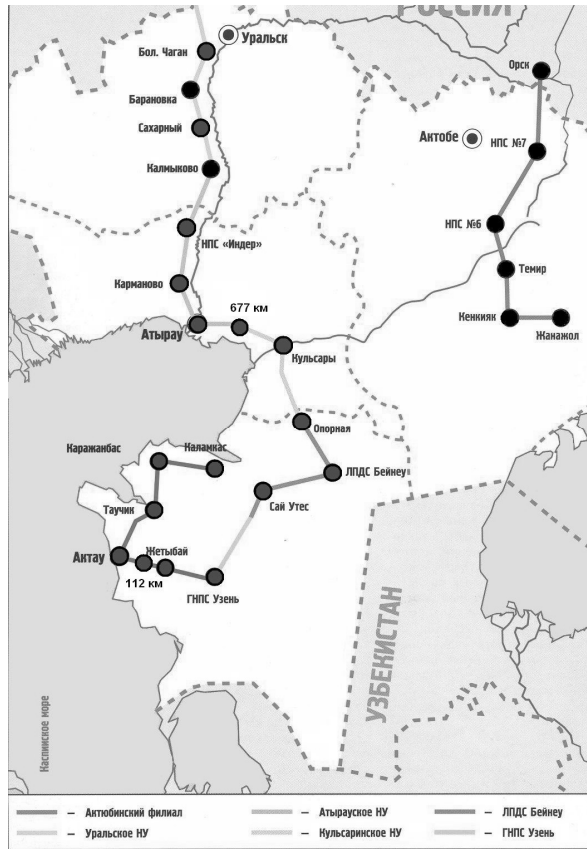 РОССИЯ
Уральск
Бол. Чаган
Орск
Барановка
Сахарный
Актобе
НПС №7
Калмыково
НПС «Индер»
НПС №6
Темир
Карманово
677 км
Атырау
Кенкияк
Жанажол
Кульсары
Опорная
Каражанбас
Каламкас
ЛПДС Бейнеу
Сай Утес
Таучик
Актау
Жетыбай
112 км
ГНПС Узень
УЗБЕКИСТАН
Каспийское море
– Актюбинский филиал
– Атырауское НУ
– ЛПДС Бейнеу
– Уральское НУ
– Кульсаринское НУ
– ГНПС Узень